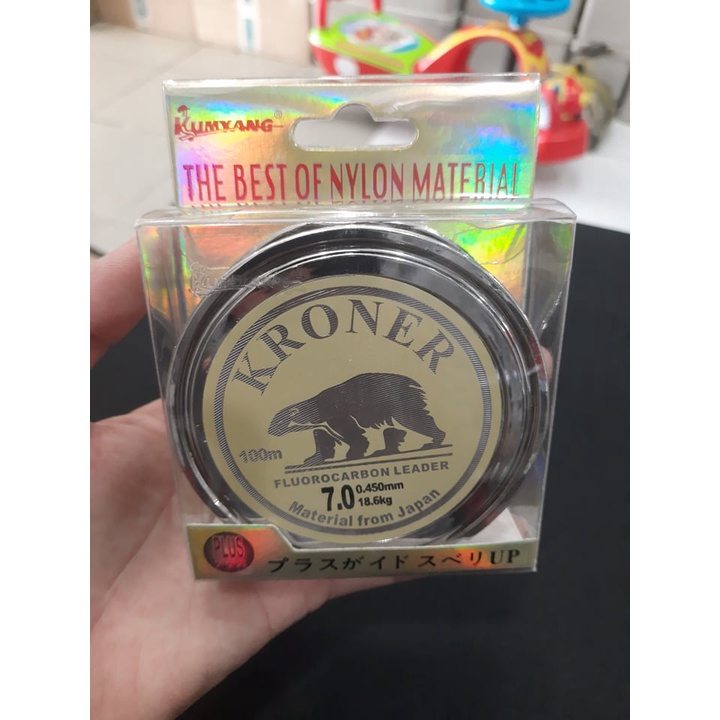 KUMYANG®
THE BEST OF NYLON MATERIAL
KRONER
100m
FLUOROCARBON LEADER
7.0 0.450mm
18.6kg
Material from Japan
PLUS
プラスガイド スベリUP